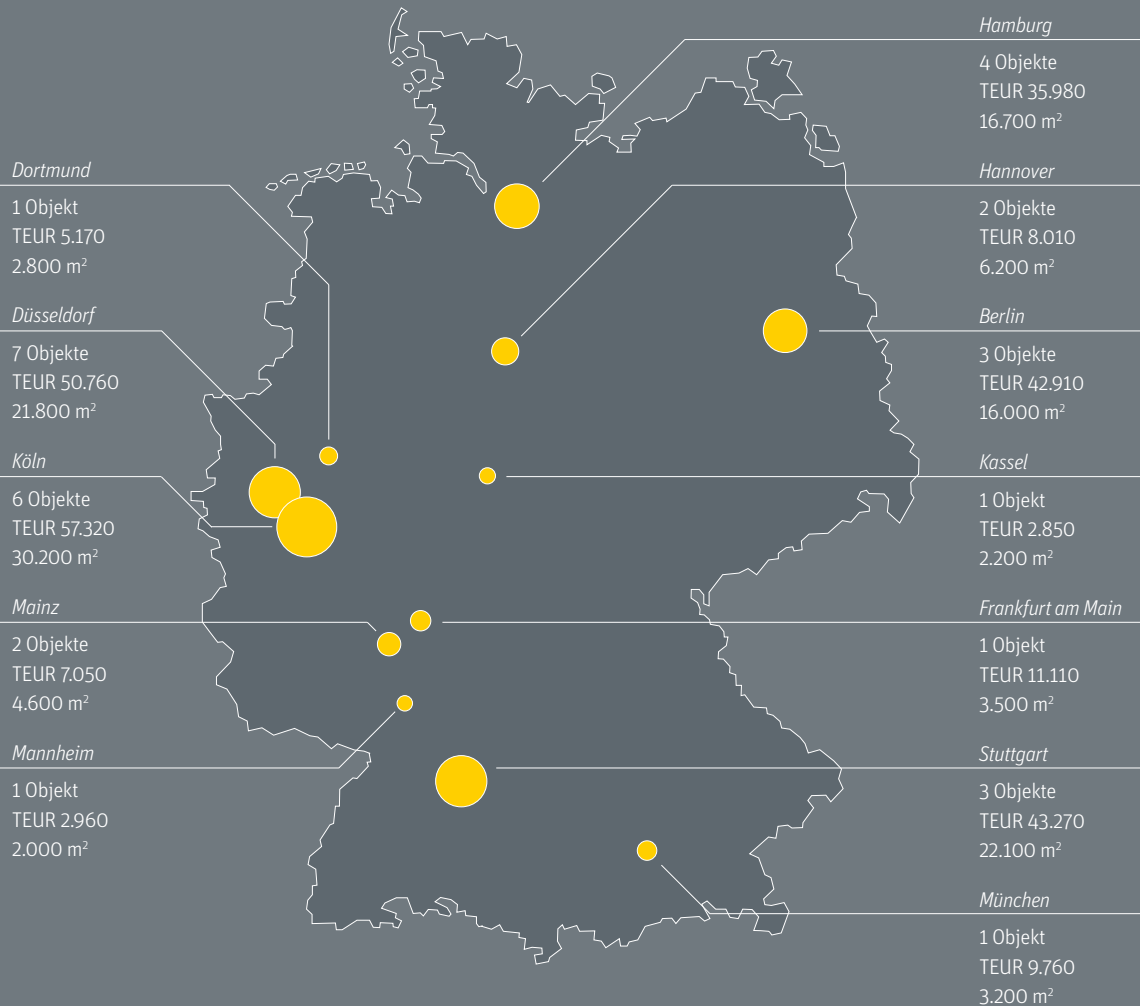 Dortmund
1 Objekt
TEUR 5.170
2.800 m²
Düsseldorf
7 Objekte
TEUR 50.760
21.800 m²
Köln
6 Objekte
TEUR 57.320
30.200 m²
Mainz
2 Objekte
TEUR 7.050
4.600 m²
Mannheim
1 Objekt
TEUR 2.960
2.000 m²
Hamburg
4 Objekte
TEUR 35.980
16.700 m²
Hannover
2 Objekte
TEUR 8.010
6.200 m²
Berlin
3 Objekte
TEUR 42.910
16.000 m²
Kassel
1 Objekt
TEUR 2.850
2.200 m²
Frankfurt am Main
1 Objekt
TEUR 11.110
3.500 m²
Stuttgart
3 Objekte
TEUR 43.270
22.100 m²
München
1 Objekt
TEUR 9.760
3.200 m²